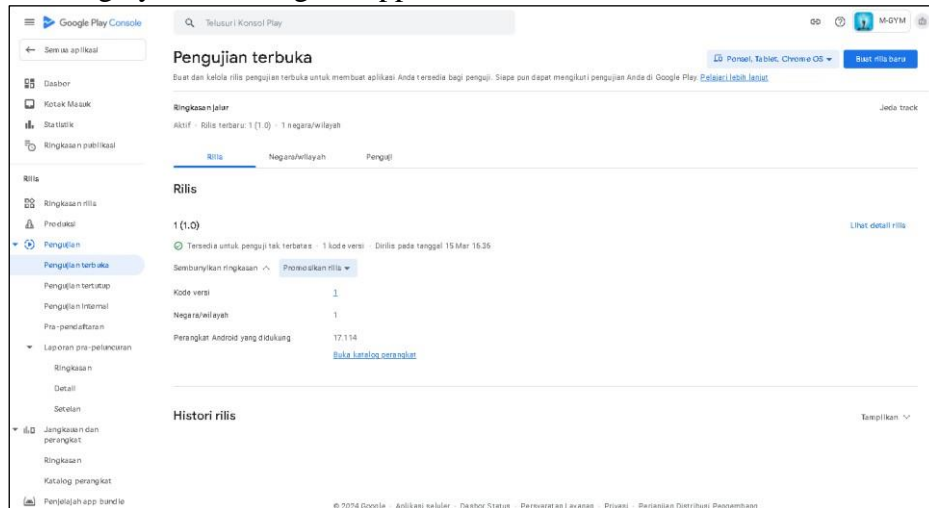 Google Play Console
Telusuri Konsol Play
M-GYM
Semua aplikasi
Dasbor
Kotak Masuk
Statistik
Ringkasan publikasi
Rilis
Ringkasan rilis
Produksi
Pengujian
Pengujian terbuka
Pengujian tertutup
Pengujian internal
Pra-pendaftaran
Laporan pra-peluncuran
Ringkasan
Detail
Setelan
Jangkauan dan
perangkat
Ringkasan
Katalog perangkat
Penjelajah app bundle
Pengujian terbuka
Ponsel, Tablet, Chrome OS
Buat rilis baru
Buat dan kelola rilis pengujian terbuka untuk membuat aplikasi Anda tersedia bagi penguji. Siapa pun dapat mengikuti pengujian Anda di Google Play. Pelajari lebih lanjut
Ringkasan jalur
Jeda track
Aktif · Rilis terbaru: 1 (1.0) · 1 negara/wilayah
Rilis Negara/wilayah Penguji
Rilis
1 (1.0)
Lihat detail rilis
Tersedia untuk penguji tak terbatas · 1 kode versi · Dirilis pada tanggal 15 Mar 16.26
Sembunyikan ringkasan Promosikan rilis
Kode versi 1
Negara/wilayah 1
Perangkat Android yang didukung 17.114
Buka katalog perangkat
Histori rilis
Tampilkan
© 2024 Google · Aplikasi seluler · Dasbor Status · Persyaratan Layanan · Privasi · Perjanjian Distribusi Pengembang